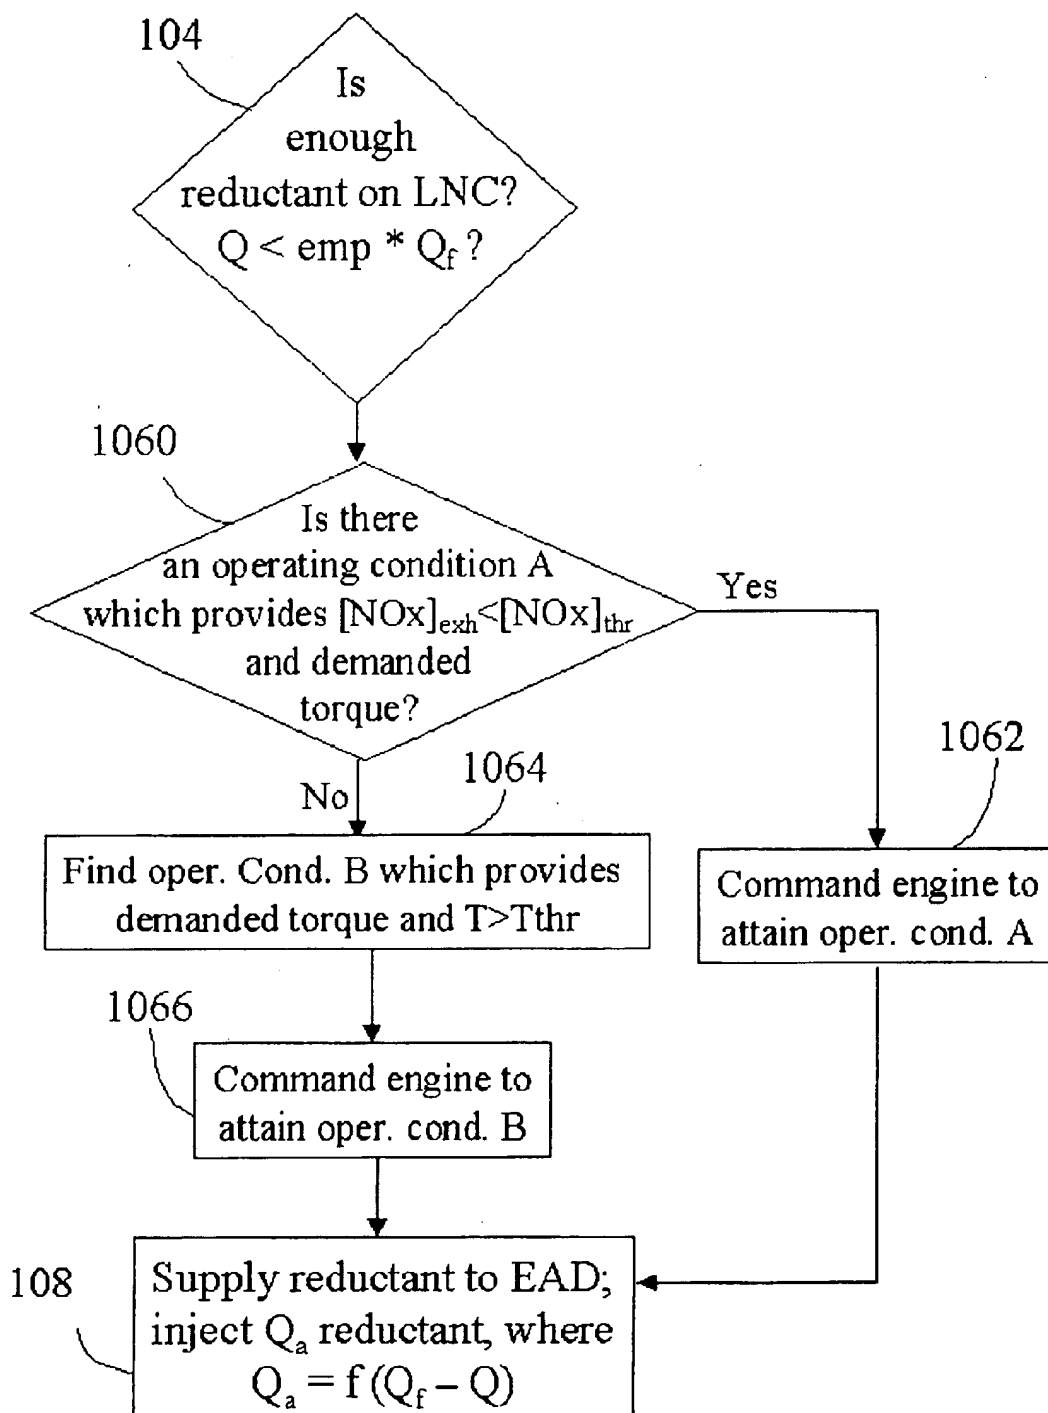 104
Is
enough
reductant on LNC?
Q < emp * Qf ?
1060
Is there
an operating condition A
which provides [NOx]exh<[NOx]thr
and demanded
torque?
Yes
No
1064
1062
Find oper. Cond. B which provides
demanded torque and T>Tthr
Command engine to
attain oper. cond. A
1066
Command engine to
attain oper. cond. B
108
Supply reductant to EAD;
inject Qa reductant, where
Qa = f (Qf – Q)